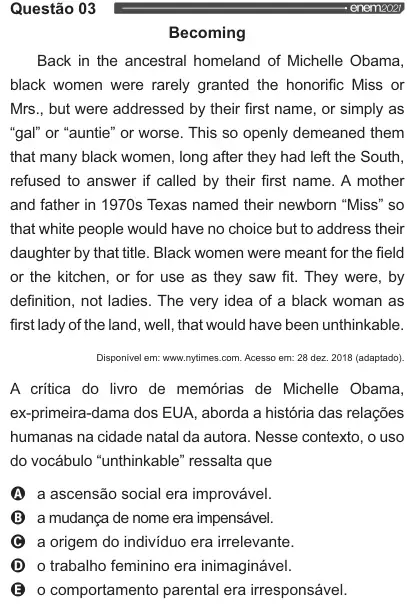 Questão 03 enem2021
Becoming
Back in the ancestral homeland of Michelle Obama,
black women were rarely granted the honorific Miss or
Mrs., but were addressed by their first name, or simply as
“gal” or “auntie” or worse. This so openly demeaned them
that many black women, long after they had left the South,
refused to answer if called by their first name. A mother
and father in 1970s Texas named their newborn “Miss” so
that white people would have no choice but to address their
daughter by that title. Black women were meant for the field
or the kitchen, or for use as they saw fit. They were, by
definition, not ladies. The very idea of a black woman as
first lady of the land, well, that would have been unthinkable.
Disponível em: www.nytimes.com. Acesso em: 28 dez. 2018 (adaptado).
A crítica do livro de memórias de Michelle Obama,
ex-primeira-dama dos EUA, aborda a história das relações
humanas na cidade natal da autora. Nesse contexto, o uso
do vocábulo “unthinkable” ressalta que
A a ascensão social era improvável.
B a mudança de nome era impensável.
C a origem do indivíduo era irrelevante.
D o trabalho feminino era inimaginável.
E o comportamento parental era irresponsável.